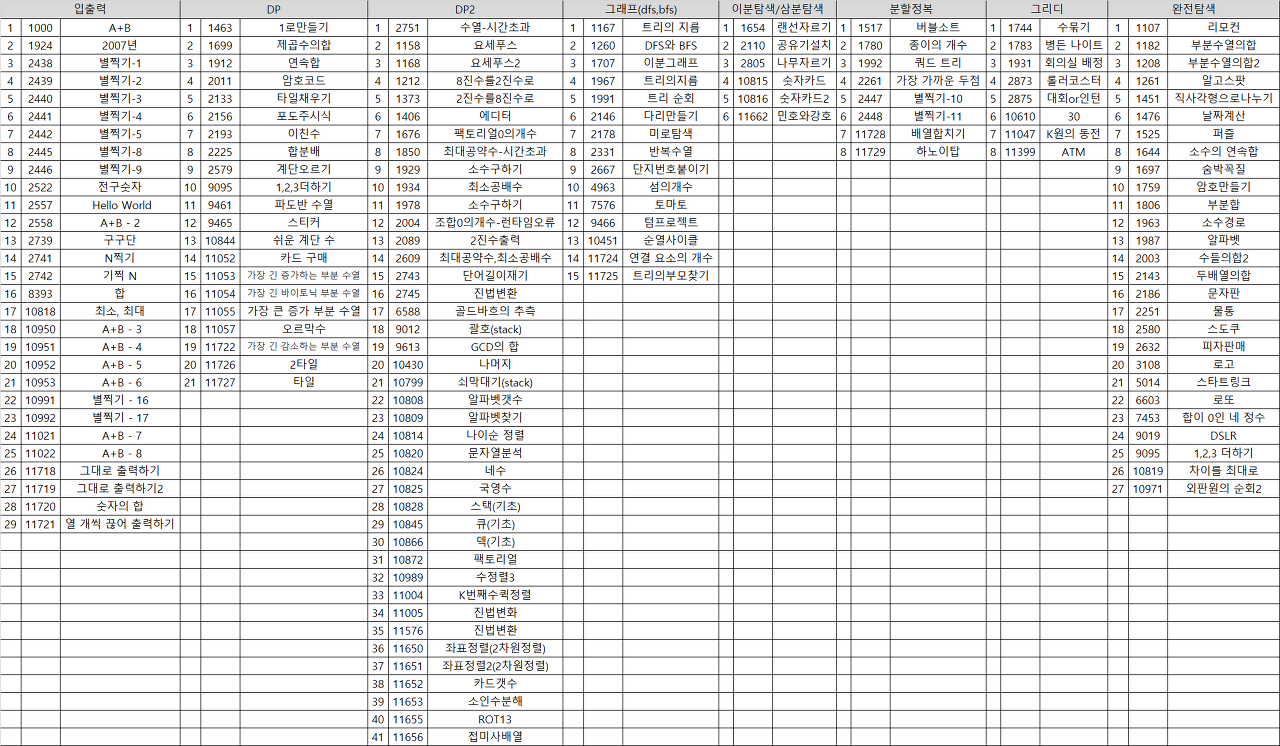 입출력 DP DP2 그래프(dfs,bfs) 이분탐색/삼분탐색 분할정복 그리디 완전탐색
1 1000 A+B 1 1463 1로만들기 1 2751 수열-시간초과 1 1167 트리의 지름 1 1654 랜선자르기 1 1517 버블소트 1 1744 수묶기 1 1107 리모컨
2 1924 2007년 2 1699 제곱수의합 2 1158 요세푸스 2 1260 DFS와 BFS 2 2110 공유기설치 2 1780 종이의 개수 2 1783 병든 나이트 2 1182 부분수열의합
3 2438 별찍기-1 3 1912 연속합 3 1168 요세푸스2 3 1707 이분그래프 3 2805 나무자르기 3 1992 쿼드 트리 3 1931 회의실 배정 3 1208 부분수열의합2
4 2439 별찍기-2 4 2011 암호코드 4 1212 8진수를2진수로 4 1967 트리의지름 4 10815 숫자카드 4 2261 가장 가까운 두점 4 2873 롤러코스터 4 1261 알고스팟
5 2440 별찍기-3 5 2133 타일채우기 5 1373 2진수를8진수로 5 1991 트리 순회 5 10816 숫자카드2 5 2447 별찍기-10 5 2875 대회or인턴 5 1451 직사각형으로나누기
6 2441 별찍기-4 6 2156 포도주시식 6 1406 에디터 6 2146 다리만들기 6 11662 민호와강호 6 2448 별찍기-11 6 10610 30 6 1476 날짜계산
7 2442 별찍기-5 7 2193 이친수 7 1676 팩토리얼0의개수 7 2178 미로탐색 7 11728 배열합치기 7 11047 K원의 동전 7 1525 퍼즐
8 2445 별찍기-8 8 2225 합분배 8 1850 최대공약수-시간초과 8 2331 반복수열 8 11729 하노이탑 8 11399 ATM 8 1644 소수의 연속합
9 2446 별찍기-9 9 2579 계단오르기 9 1929 소수구하기 9 2667 단지번호붙이기 9 1697 숨박꼭질
10 2522 전구숫자 10 9095 1,2,3더하기 10 1934 최소공배수 10 4963 섬의개수 10 1759 암호만들기
11 2557 Hello World 11 9461 파도반 수열 11 1978 소수구하기 11 7576 토마토 11 1806 부분합
12 2558 A+B - 2 12 9465 스티커 12 2004 조합0의개수-런타임오류 12 9466 텀프로젝트 12 1963 소수경로
13 2739 구구단 13 10844 쉬운 계단 수 13 2089 2진수출력 13 10451 순열사이클 13 1987 알파벳
14 2741 N찍기 14 11052 카드 구매 14 2609 최대공약수,최소공배수 14 11724 연결 요소의 개수 14 2003 수들의합2
15 2742 기찍 N 15 11053 가장 긴 증가하는 부분 수열 15 2743 단어길이재기 15 11725 트리의부모찾기 15 2143 두배열의합
16 8393 합 16 11054 가장 긴 바이토닉 부분 수열 16 2745 진법변환 16 2186 문자판
17 10818 최소, 최대 17 11055 가장 큰 증가 부분 수열 17 6588 골드바흐의 추측 17 2251 물통
18 10950 A+B - 3 18 11057 오르막수 18 9012 괄호(stack) 18 2580 스도쿠
19 10951 A+B - 4 19 11722 가장 긴 감소하는 부분 수열 19 9613 GCD의 합 19 2632 피자판매
20 10952 A+B - 5 20 11726 2타일 20 10430 나머지 20 3108 로고
21 10953 A+B - 6 21 11727 타일 21 10799 쇠막대기(stack) 21 5014 스타트링크
22 10991 별찍기 - 16 22 10808 알파벳갯수 22 6603 로또
23 10992 별찍기 - 17 23 10809 알파벳찾기 23 7453 합이 0인 네 정수
24 11021 A+B - 7 24 10814 나이순 정렬 24 9019 DSLR
25 11022 A+B - 8 25 10820 문자열분석 25 9095 1,2,3 더하기
26 11718 그대로 출력하기 26 10824 네수 26 10819 차이를 최대로
27 11719 그대로 출력하기2 27 10825 국영수 27 10971 외판원의 순회2
28 11720 숫자의 합 28 10828 스택(기초)
29 11721 열 개씩 끊어 출력하기 29 10845 큐(기초)
30 10866 덱(기초)
31 10872 팩토리얼
32 10989 수정렬3
33 11004 K번째수퀵정렬
34 11005 진법변화
35 11576 진법변환
36 11650 좌표정렬(2차원정렬)
37 11651 좌표정렬2(2차원정렬)
38 11652 카드갯수
39 11653 소인수분해
40 11655 ROT13
41 11656 접미사배열